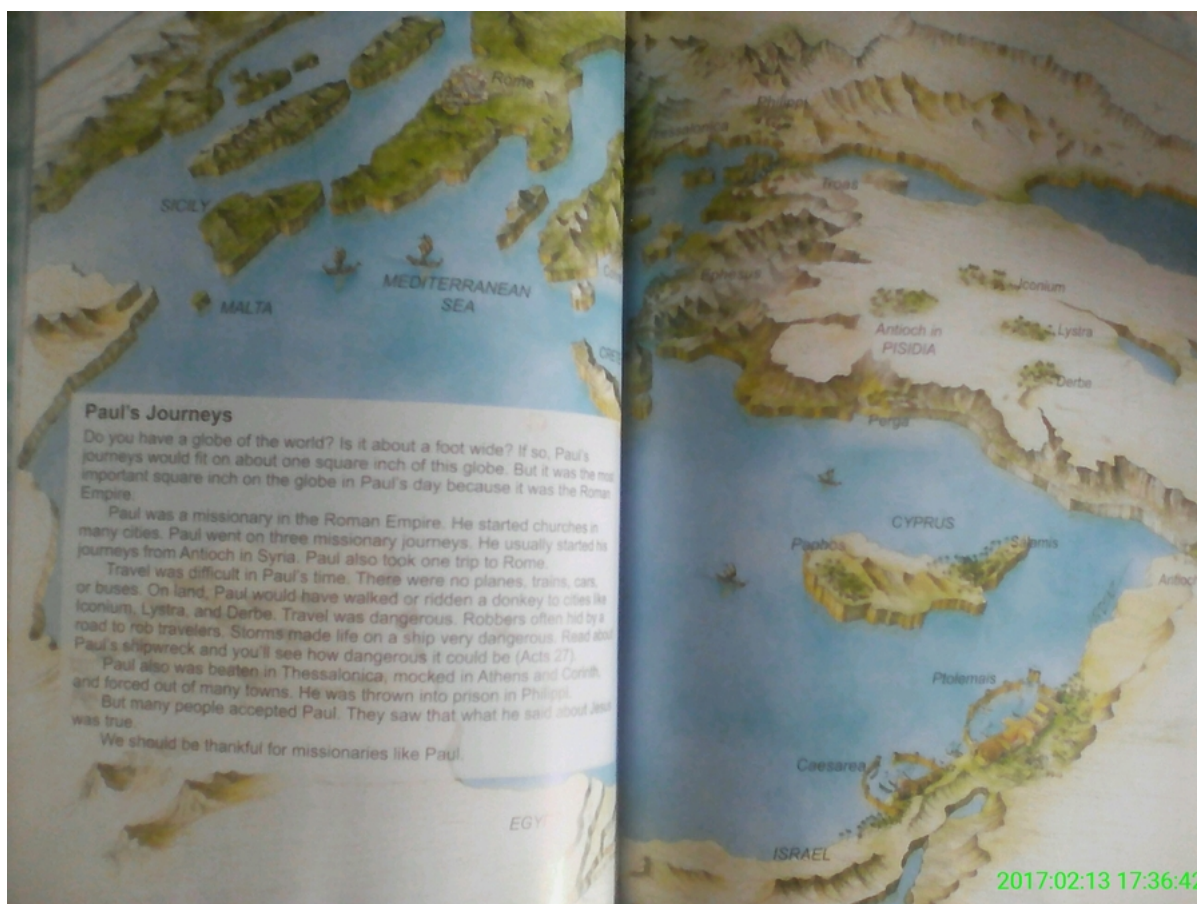 Rome
Philippi
SICILY
Troas
MEDITERRANEAN
SEA
MALTA
Ephesus
Iconium
Antioch in
PISIDIA
Lystra
Derbe
Perga
Paul's Journeys
Do you have a globe of the world? Is it about a foot wide? If so, Paul's
journeys would fit on about one square inch of this globe. But it was the most
important square inch on the globe in Paul's day because it was the Roman
Empire.
Paul was a missionary in the Roman Empire. He started churches in
many cities. Paul went on three missionary journeys. He usually started his
journeys from Antioch in Syria. Paul also took one trip to Rome.
Travel was difficult in Paul's time. There were no planes, trains, cars,
or buses. On land, Paul would have walked or ridden a donkey to cities like
Iconium, Lystra, and Derbe. Travel was dangerous. Robbers often hid by a
road to rob travelers. Storms made life on a ship very dangerous. Read about
Paul's shipwreck and you'll see how dangerous it could be (Acts 27).
Paul also was beaten in Thessalonica, mocked in Athens and Corinth,
and forced out of many towns. He was thrown into prison in Philippi.
But many people accepted Paul. They saw that what he said about Jesus
was true.
We should be thankful for missionaries like Paul.
CYPRUS
Paphos
Salamis
Ptolemais
Caesarea
ISRAEL
2017:02:13 17:36:42